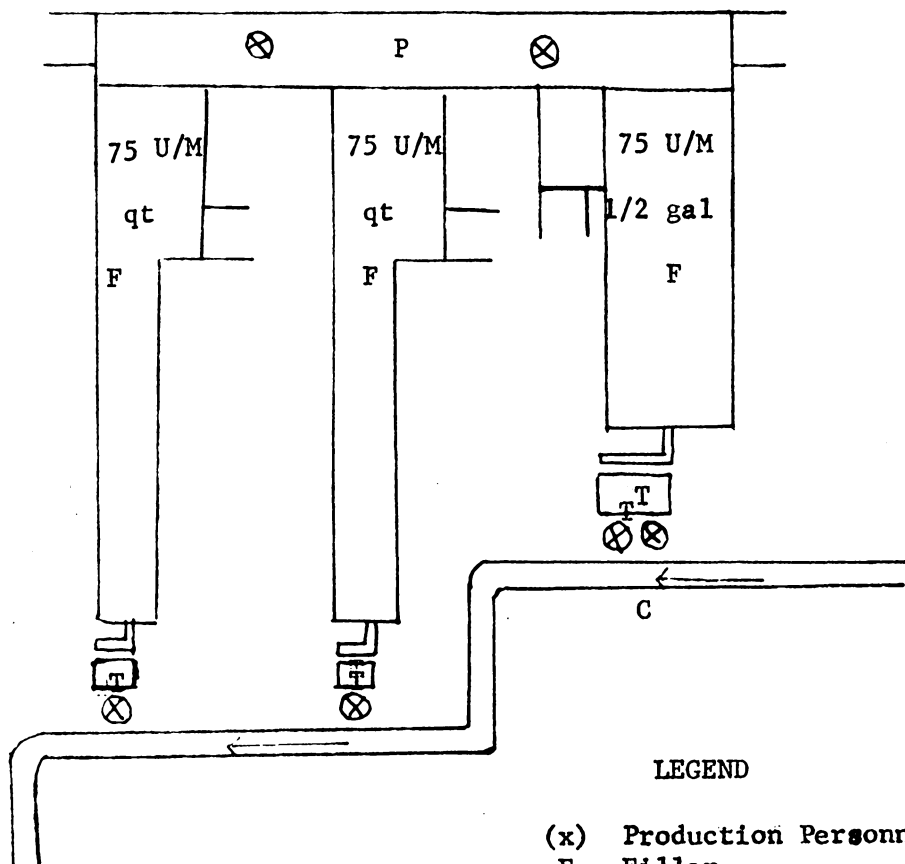 P
75 U/M 75 U/M 75 U/M
qt qt 1/2 gal
F F F
T
T
C
T T
LEGEND
(x) Production Personn
F Filler